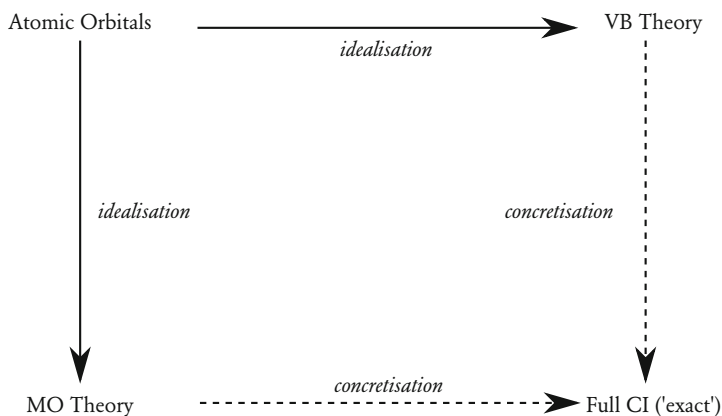 Atomic Orbitals
VB Theory
idealisation
idealisation
concretisation
concretisation
MO Theory
Full CI ('exact')